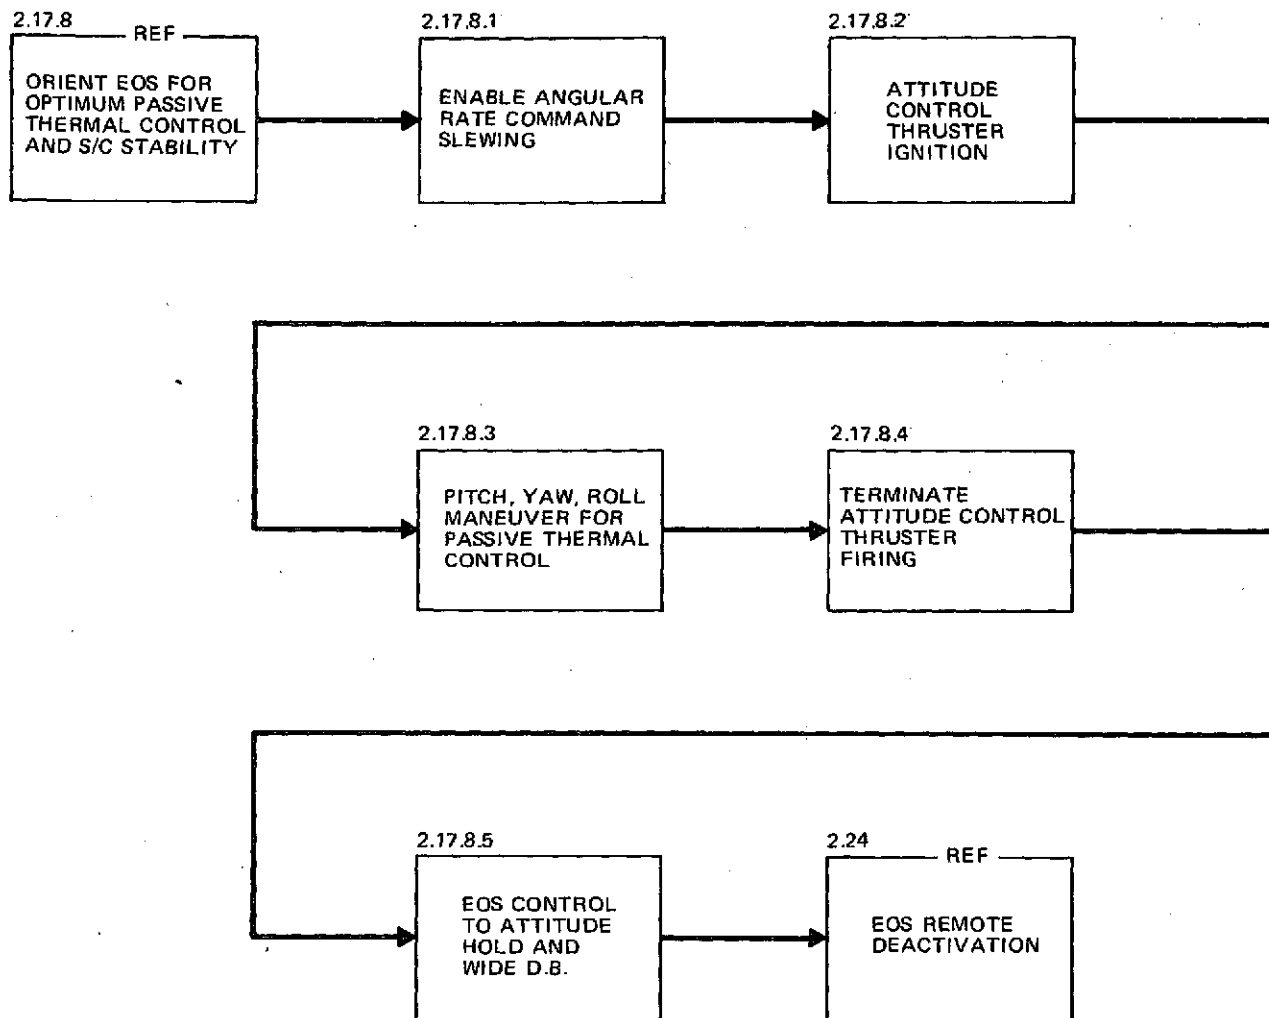 2.17.8
REF
ORIENT EOS FOR
OPTIMUM PASSIVE
THERMAL CONTROL
AND S/C STABILITY
2.17.8.1
ENABLE ANGULAR
RATE COMMAND
SLEWING
2.17.8.2
ATTITUDE
CONTROL
THRUSTER
IGNITION
2.17.8.3
PITCH, YAW, ROLL
MANEUVER FOR
PASSIVE THERMAL
CONTROL
2.17.8.4
TERMINATE
ATTITUDE CONTROL
THRUSTER
FIRING
2.17.8.5
EOS CONTROL
TO ATTITUDE
HOLD AND
WIDE D.B.
2.24
REF
EOS REMOTE
DEACTIVATION